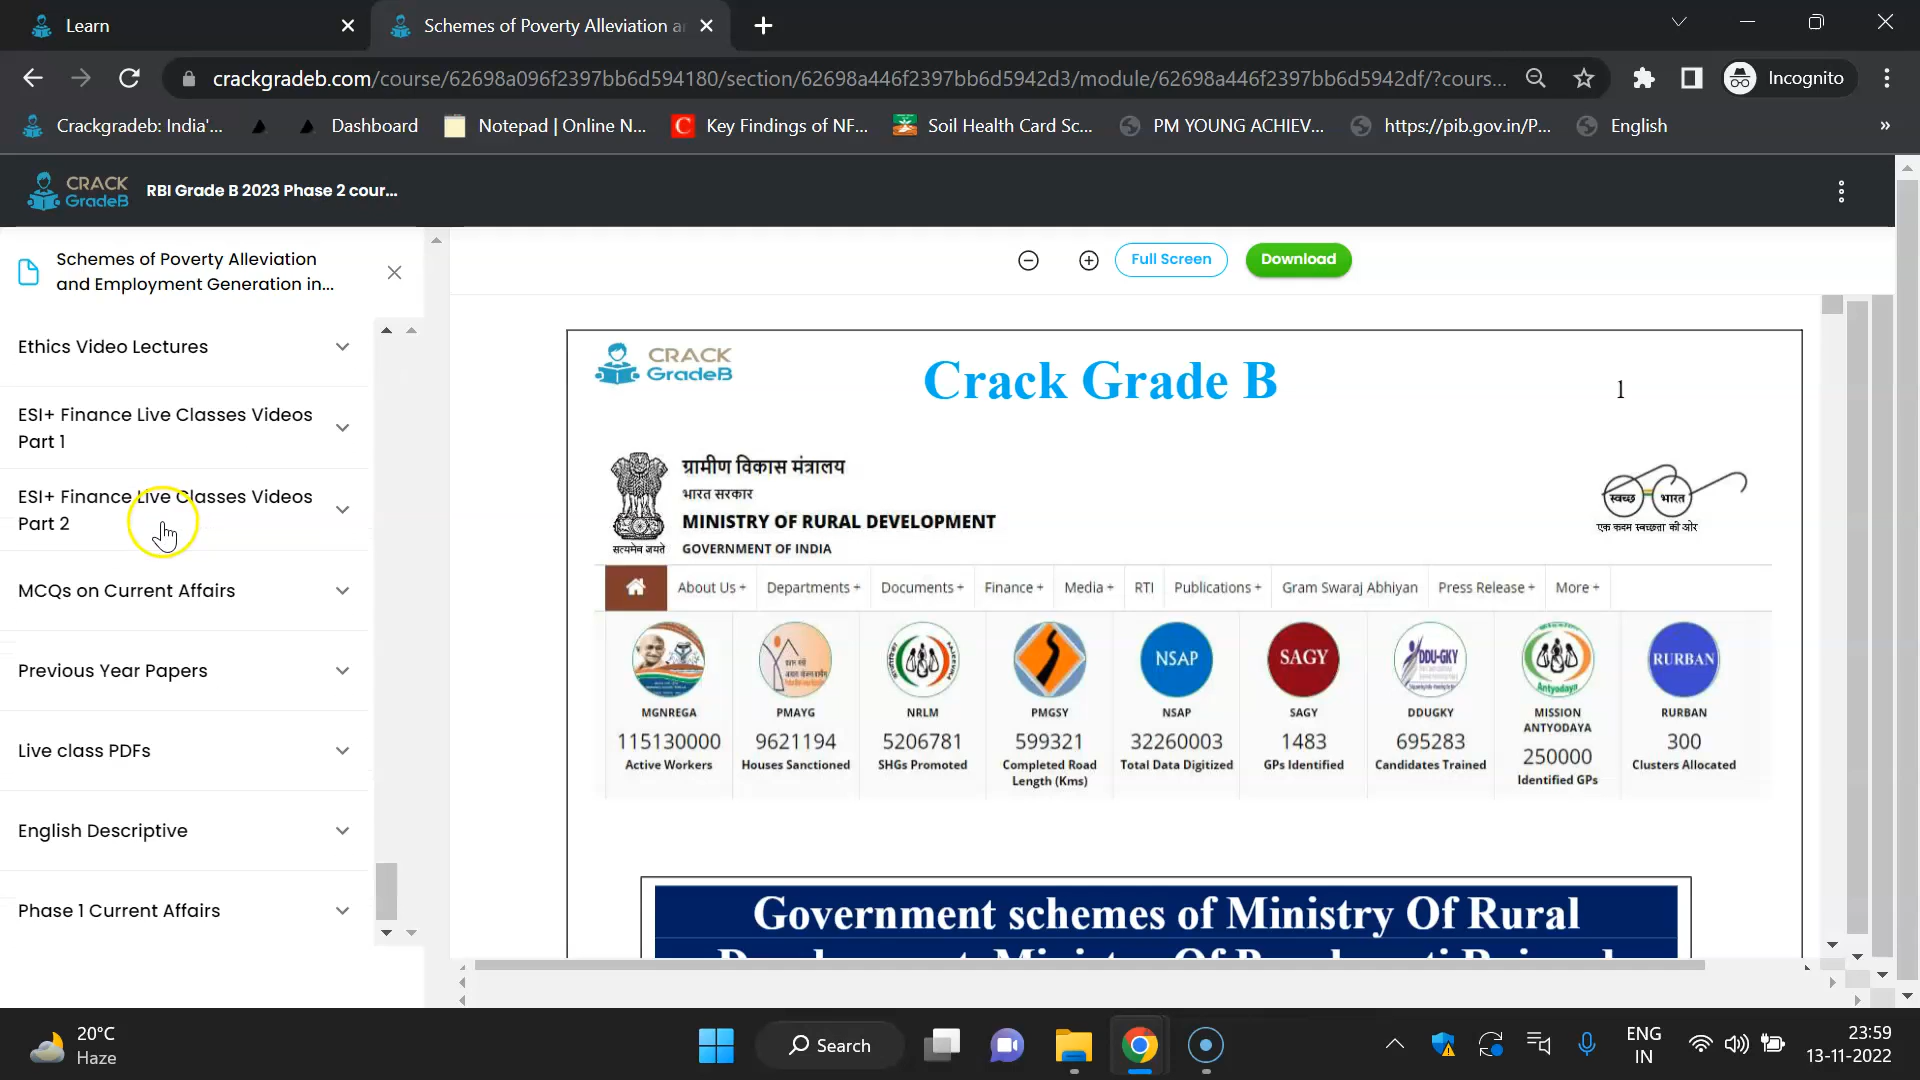 Learn
Schemes of Poverty Alleviation a
crackgradeb.com/course/62698a096f2397bb6d594180/section/62698a446f2397bb6d5942d3/module/62698a446f2397bb6d5942df/?cours...
Incognito
Crackgradeb: India'...
Dashboard
Notepad | Online N...
Key Findings of NF...
Soil Health Card Sc...
PM YOUNG ACHIEV...
https://pib.gov.in/P...
English
»
CRACK
GradeB
RBI Grade B 2023 Phase 2 cour...
Schemes of Poverty Alleviation
and Employment Generation in...
Full Screen
Download
Ethics Video Lectures
ESI+ Finance Live Classes Videos
Part 1
ESI+ Finance Live Classes Videos
Part 2
MCQs on Current Affairs
Previous Year Papers
Live class PDFs
English Descriptive
Phase 1 Current Affairs
CRACK
GradeB
Crack Grade B
1
ग्रामीण विकास मंत्रालय
भारत सरकार
MINISTRY OF RURAL DEVELOPMENT
GOVERNMENT OF INDIA
सत्यमेव जयते
स्वच्छ भारत
एक कदम स्वच्छता की ओर
About Us +
Departments +
Documents +
Finance +
Media +
RTI
Publications +
Gram Swaraj Abhiyan
Press Release +
More +
NSAP
SAGY
DDU-GKY
Antyodaya
RURBAN
MGNREGA
115130000
Active Workers
PMAYG
9621194
Houses Sanctioned
NRLM
5206781
SHGs Promoted
PMGSY
599321
Completed Road
Length (Kms)
NSAP
32260003
Total Data Digitized
SAGY
1483
GPs Identified
DDUGKY
695283
Candidates Trained
MISSION
ANTYODAYA
250000
Identified GPs
RURBAN
300
Clusters Allocated
Government schemes of Ministry Of Rural
20°C
Haze
Search
ENG
IN
23:59
13-11-2022